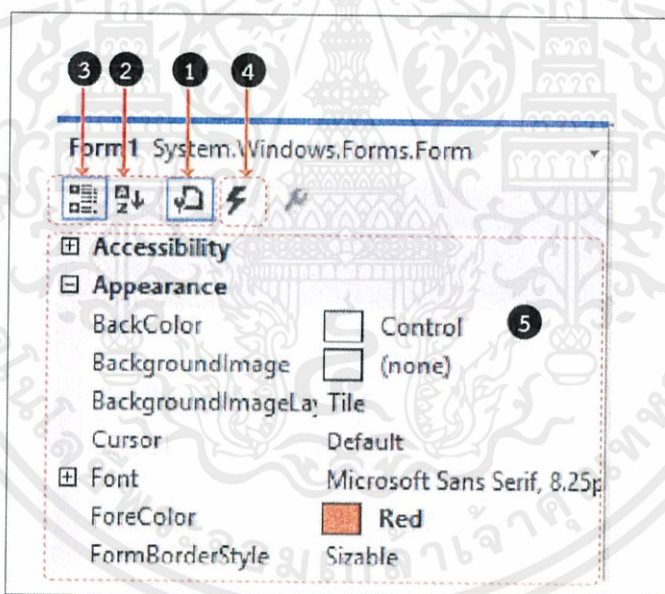 3 2 1 4
Form1 System.Windows.Forms.Form
Accessibility
Appearance
BackColor Control 5
BackgroundImage (none)
BackgroundImageLay Tile
Cursor Default
Font Microsoft Sans Serif, 8.25p
ForeColor Red
FormBorderStyle Sizable